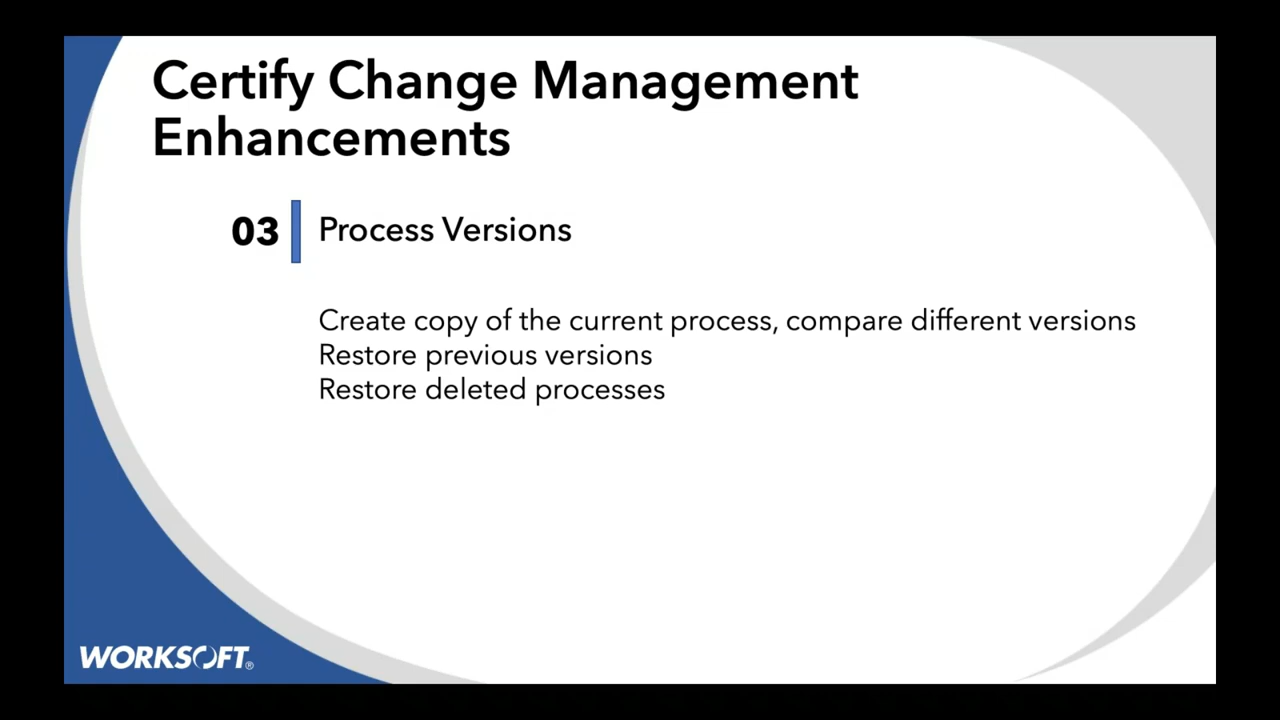 Certify Change Management
Enhancements
03 Process Versions
Create copy of the current process, compare different versions
Restore previous versions
Restore deleted processes
WORKSOFT®